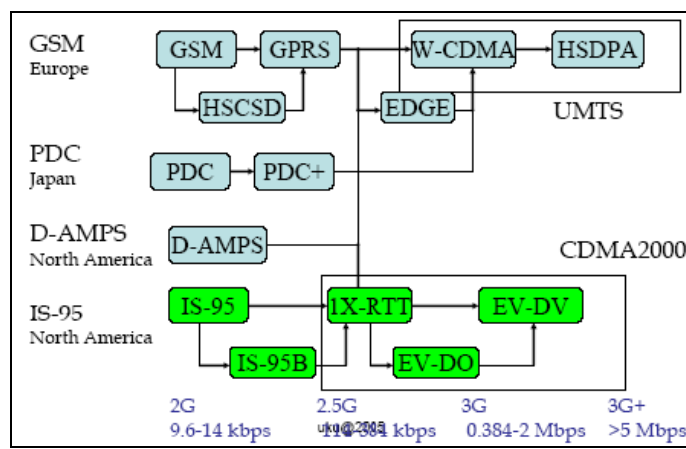 GSM
Europe
GSM
GPRS
W-CDMA
HSDPA
HSCSD
EDGE
UMTS
PDC
Japan
PDC
PDC+
D-AMPS
North America
D-AMPS
CDMA2000
IS-95
North America
IS-95
1X-RTT
EV-DV
IS-95B
EV-DO
2G
2.5G
3G
3G+
9.6-14 kbps
kbps
0.384-2 Mbps
>5 Mbps